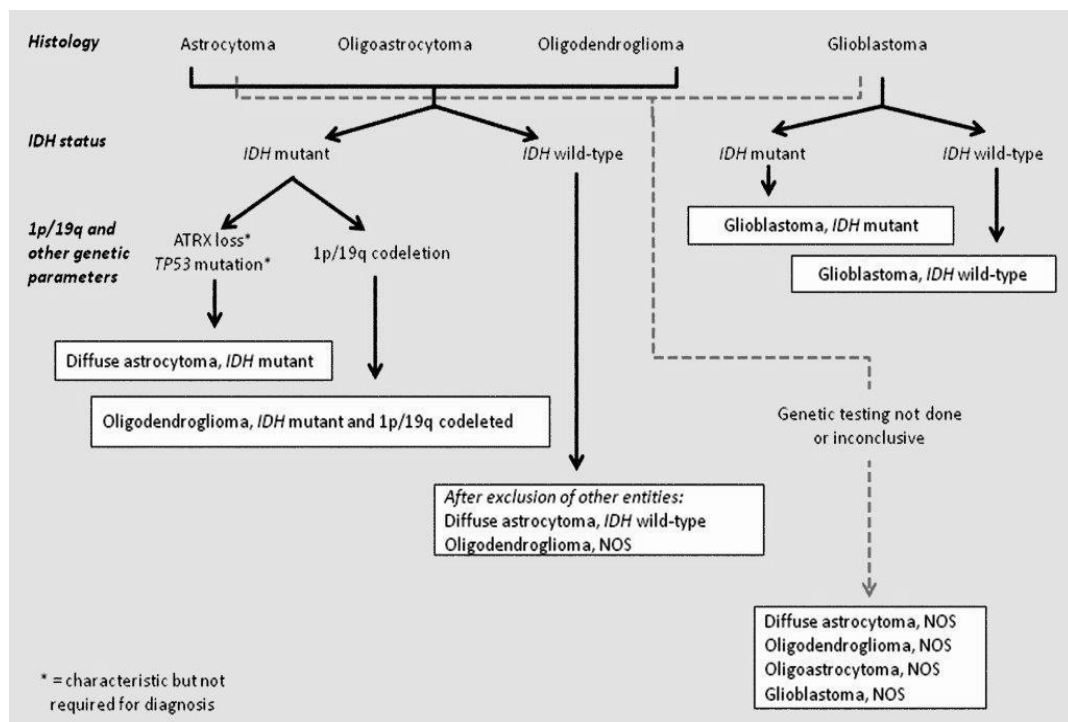 Histology
Astrocytoma
Oligoastrocytoma
Oligodendroglioma
Glioblastoma
IDH status
IDH mutant
IDH wild-type
IDH mutant
IDH wild-type
1p/19q and
other genetic
parameters
ATRX loss*
TP53 mutation*
1p/19q codeletion
Glioblastoma, IDH mutant
Glioblastoma, IDH wild-type
Diffuse astrocytoma, IDH mutant
Oligodendroglioma, IDH mutant and 1p/19q codeleted
Genetic testing not done
or inconclusive
After exclusion of other entities:
Diffuse astrocytoma, IDH wild-type
Oligodendroglioma, NOS
Diffuse astrocytoma, NOS
Oligodendroglioma, NOS
Oligoastrocytoma, NOS
Glioblastoma, NOS
* = characteristic but not
required for diagnosis